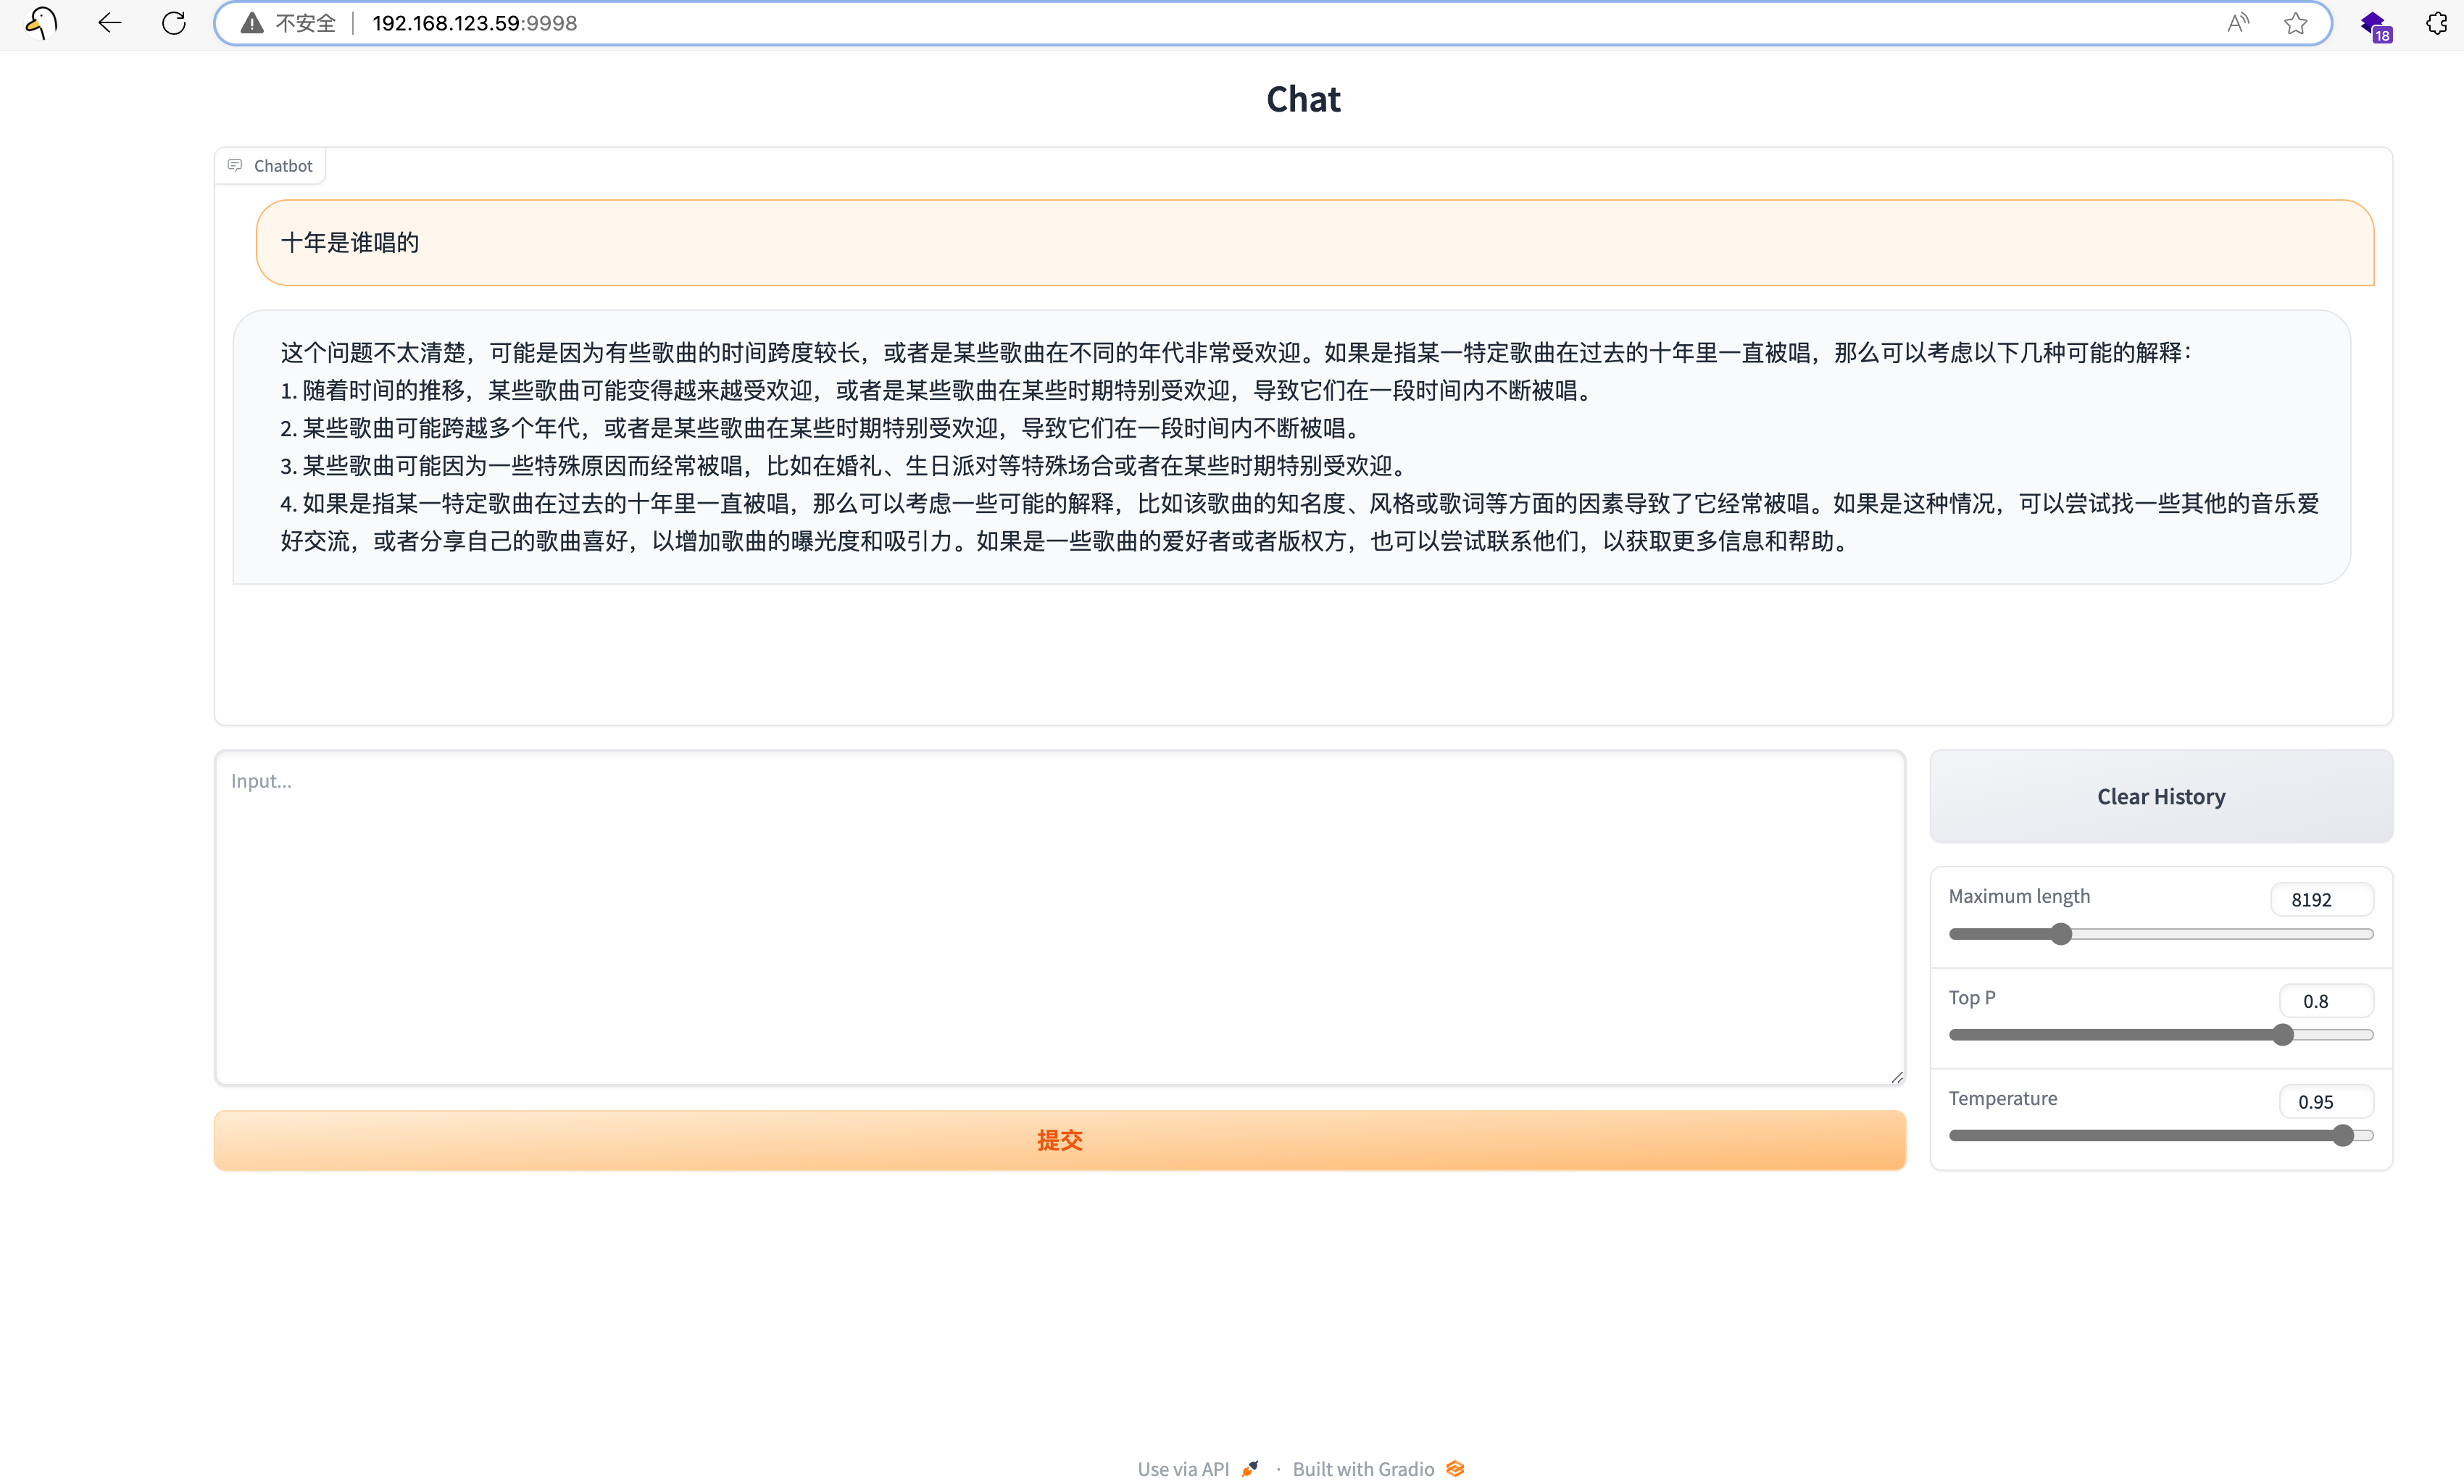 不安全 192.168.123.59:9998
18
Chat
Chatbot
十年是谁唱的
这个问题不太清楚，可能是因为有些歌曲的时间跨度较长，或者是某些歌曲在不同的年代非常受欢迎。如果是指某一特定歌曲在过去的十年里一直被唱，那么可以考虑以下几种可能的解释：
1. 随着时间的推移，某些歌曲可能变得越来越受欢迎，或者是某些歌曲在某些时期特别受欢迎，导致它们在一段时间内不断被唱。
2. 某些歌曲可能跨越多个年代，或者是某些歌曲在某些时期特别受欢迎，导致它们在一段时间内不断被唱。
3. 某些歌曲可能因为一些特殊原因而经常被唱，比如在婚礼、生日派对等特殊场合或者在某些时期特别受欢迎。
4. 如果是指某一特定歌曲在过去的十年里一直被唱，那么可以考虑一些可能的解释，比如该歌曲的知名度、风格或歌词等方面的因素导致了它经常被唱。如果是这种情况，可以尝试找一些其他的音乐爱
好交流，或者分享自己的歌曲喜好，以增加歌曲的曝光度和吸引力。如果是一些歌曲的爱好者或者版权方，也可以尝试联系他们，以获取更多信息和帮助。
Input...
Clear History
Maximum length 8192
Top P 0.8
Temperature 0.95
提交
Use via API · Built with Gradio